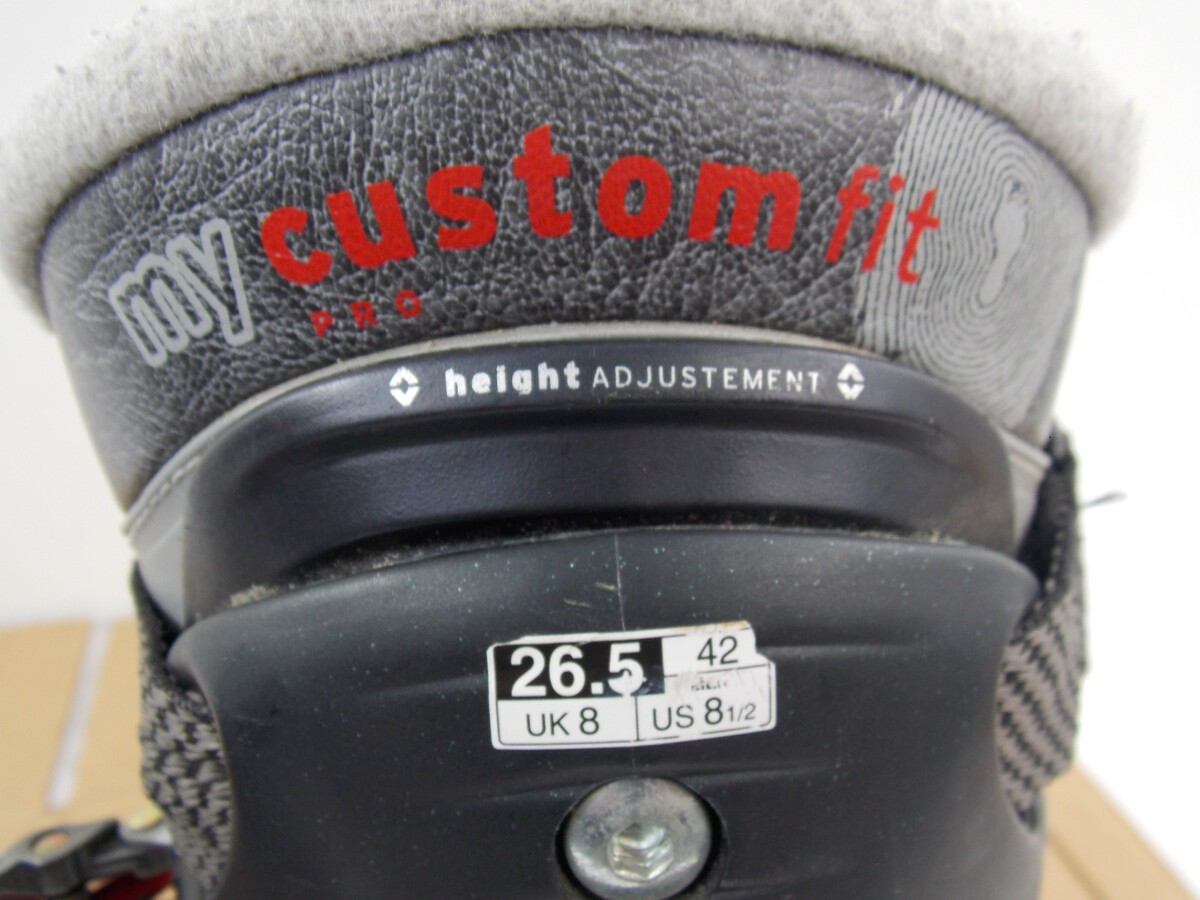 my custom fit
PRO
height ADJUSTEMENT
26.5 42
UK 8 US 8 1/2